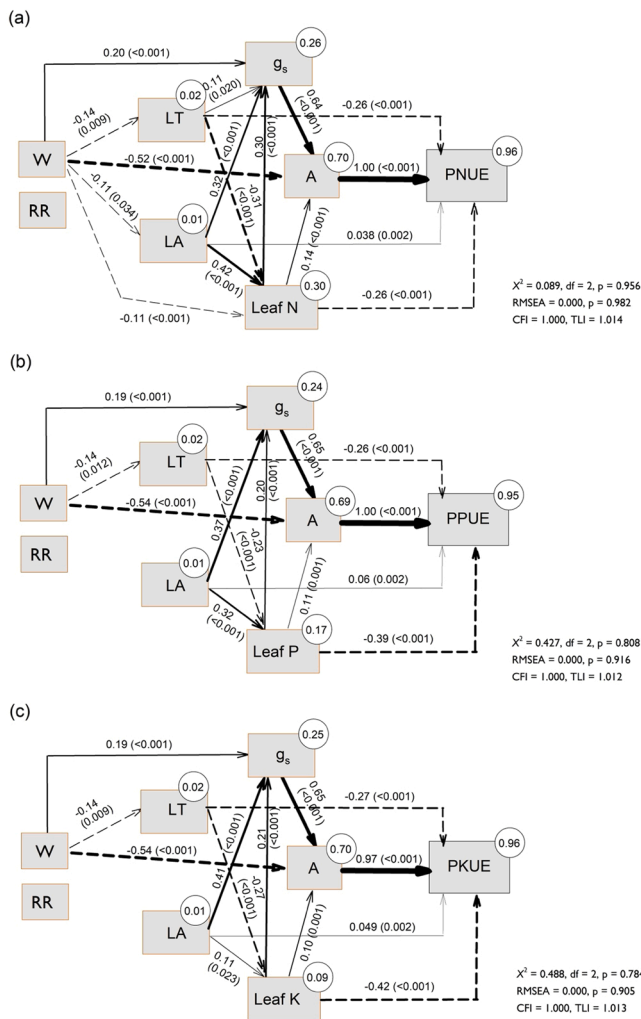 (a)
0.26
g_s
0.20 (<0.001)
0.11
(0.020)
0.02
LT
-0.14
(0.009)
0.64
(<0.001)
-0.26 (<0.001)
W
-0.52 (<0.001)
0.32 (<0.001)
0.30 (<0.001)
-0.31
(<0.001)
0.70
A
1.00 (<0.001)
0.96
PNUE
RR
-0.11 (0.034)
0.01
LA
0.14 (<0.001)
0.038 (0.002)
0.42
(<0.001)
0.30
Leaf N
-0.11 (<0.001)
-0.26 (<0.001)
X² = 0.089, df = 2, p = 0.956
RMSEA = 0.000, p = 0.982
CFI = 1.000, TLI = 1.014
(b)
0.24
g_s
0.19 (<0.001)
0.02
LT
-0.14
(0.012)
0.65
(<0.001)
-0.26 (<0.001)
W
-0.54 (<0.001)
0.37 (<0.001)
0.20 (<0.001)
-0.23
(<0.001)
0.69
A
1.00 (<0.001)
0.95
PPUE
RR
0.01
LA
0.11 (0.001)
0.06 (0.002)
0.32
(<0.001)
0.17
Leaf P
-0.39 (<0.001)
X² = 0.427, df = 2, p = 0.808
RMSEA = 0.000, p = 0.916
CFI = 1.000, TLI = 1.012
(c)
0.25
g_s
0.19 (<0.001)
0.02
LT
-0.14
(0.009)
0.65
(<0.001)
-0.27 (<0.001)
W
-0.54 (<0.001)
0.41 (<0.001)
0.21 (<0.001)
-0.27
(<0.001)
0.70
A
0.97 (<0.001)
0.96
PKUE
RR
0.01
LA
0.10 (0.001)
0.049 (0.002)
0.11
(0.023)
0.09
Leaf K
-0.42 (<0.001)
X² = 0.488, df = 2, p = 0.784
RMSEA = 0.000, p = 0.905
CFI = 1.000, TLI = 1.013